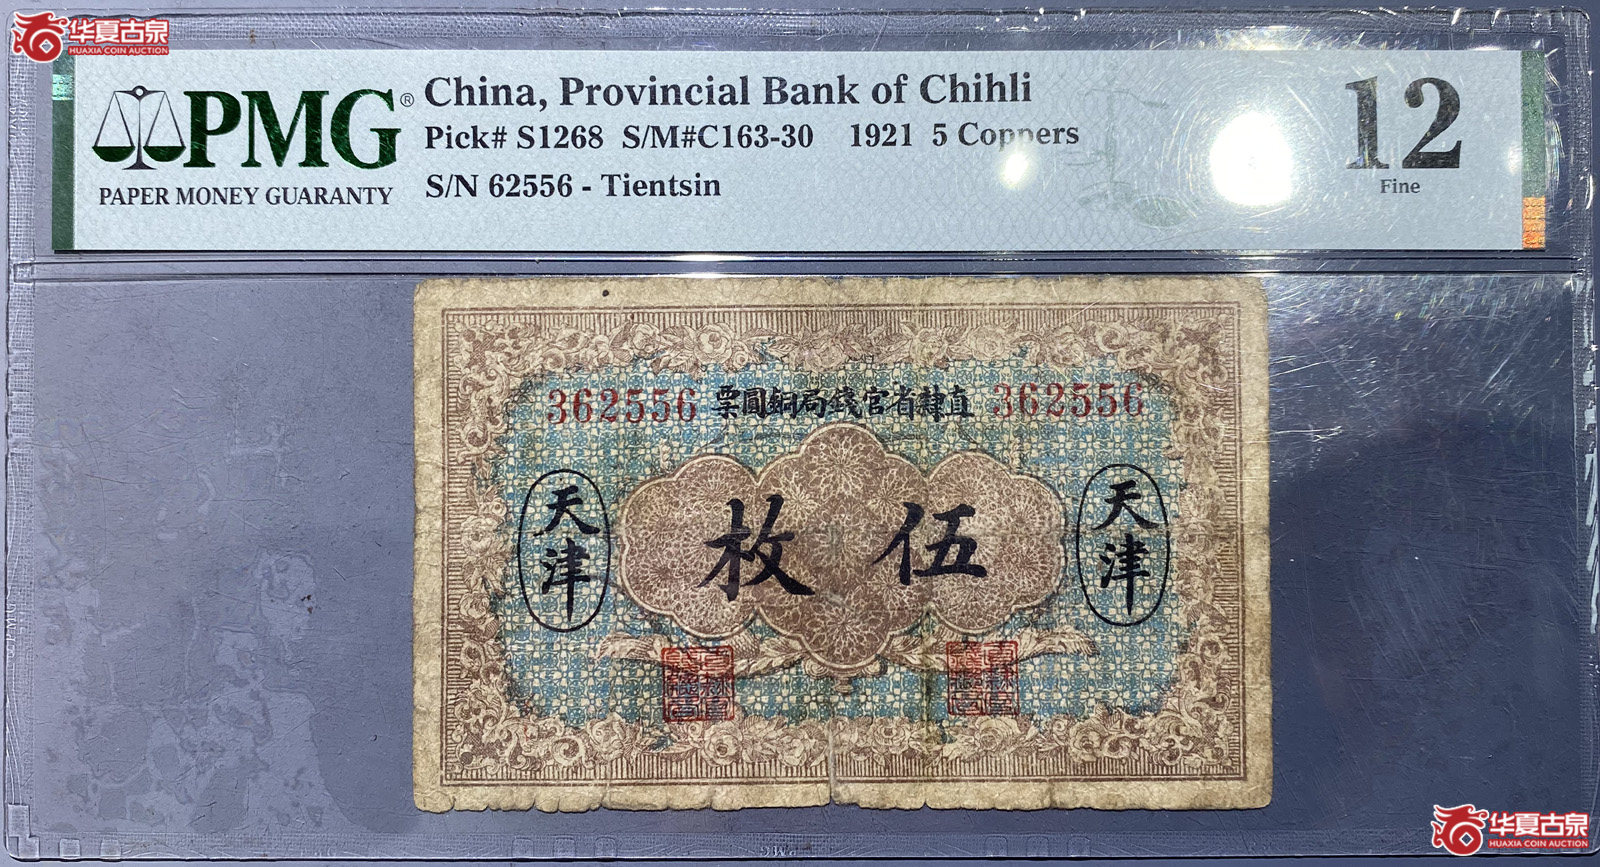 华夏古泉
HUAXIA COIN AUCTION
PMG®
PAPER MONEY GUARANTY
China, Provincial Bank of Chihli
Pick# S1268 S/M#C163-30 1921 5 Coppers
S/N 62556 - Tientsin
12
Fine
362556
票圓銅局錢官省隸直
362556
天津
枚伍
天津
华夏古泉
HUAXIA COIN AUCTION